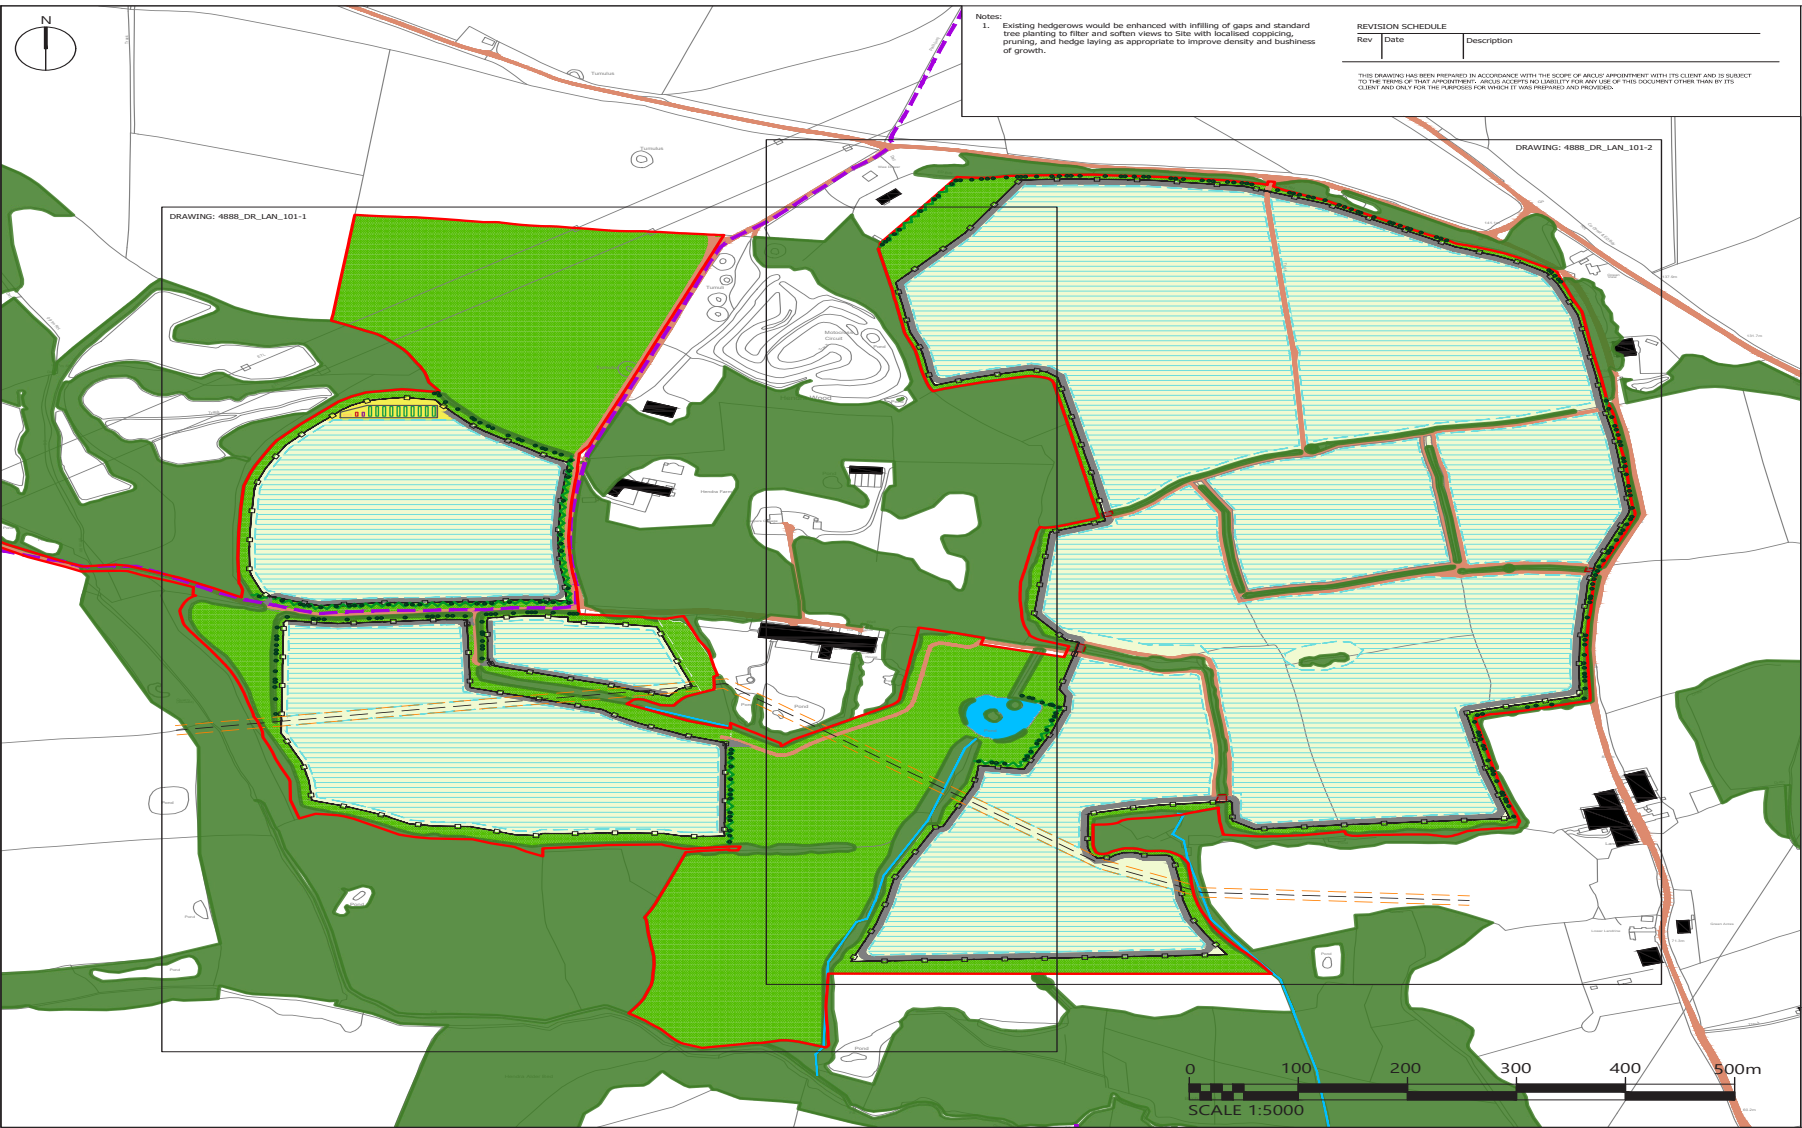 N
Notes:
1. Existing hedgerows would be enhanced with infilling of gaps and standard
tree planting to filter and soften views to Site with localised coppicing,
pruning, and hedge laying as appropriate to improve density and bushiness
of growth.
REVISION SCHEDULE
Rev Date Description
THIS DRAWING HAS BEEN PREPARED IN ACCORDANCE WITH THE SCOPE OF ARCUS' APPOINTMENT WITH ITS CLIENT AND IS SUBJECT
TO THE TERMS OF THAT APPOINTMENT. ARCUS ACCEPTS NO LIABILITY FOR ANY USE OF THIS DOCUMENT OTHER THAN BY ITS
CLIENT AND ONLY FOR THE PURPOSES FOR WHICH IT WAS PREPARED AND PROVIDED.
Tumulus
Tumulus
DRAWING: 4888_DR_LAN_101-2
DRAWING: 4888_DR_LAN_101-1
Tumuli
Circuit
Pond
Pond
Pond
Pond
Pond
Pond
Pond
Pond
Pond
0 100 200 300 400 500m
SCALE 1:5000